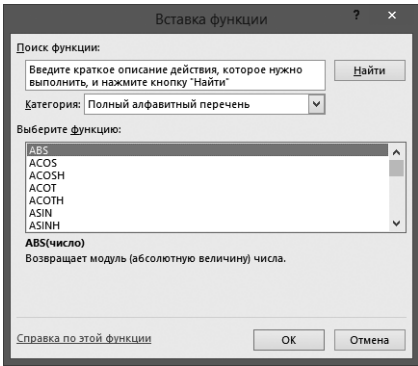 Вставка функции
? ×
Поиск функции:
Введите краткое описание действия, которое нужно
выполнить, и нажмите кнопку "Найти"
Найти
Категория: Полный алфавитный перечень
Выберите функцию:
ABS
ACOS
ACOSH
ACOT
ACOTH
ASIN
ASINH
ABS(число)
Возвращает модуль (абсолютную величину) числа.
Справка по этой функции
ОК
Отмена